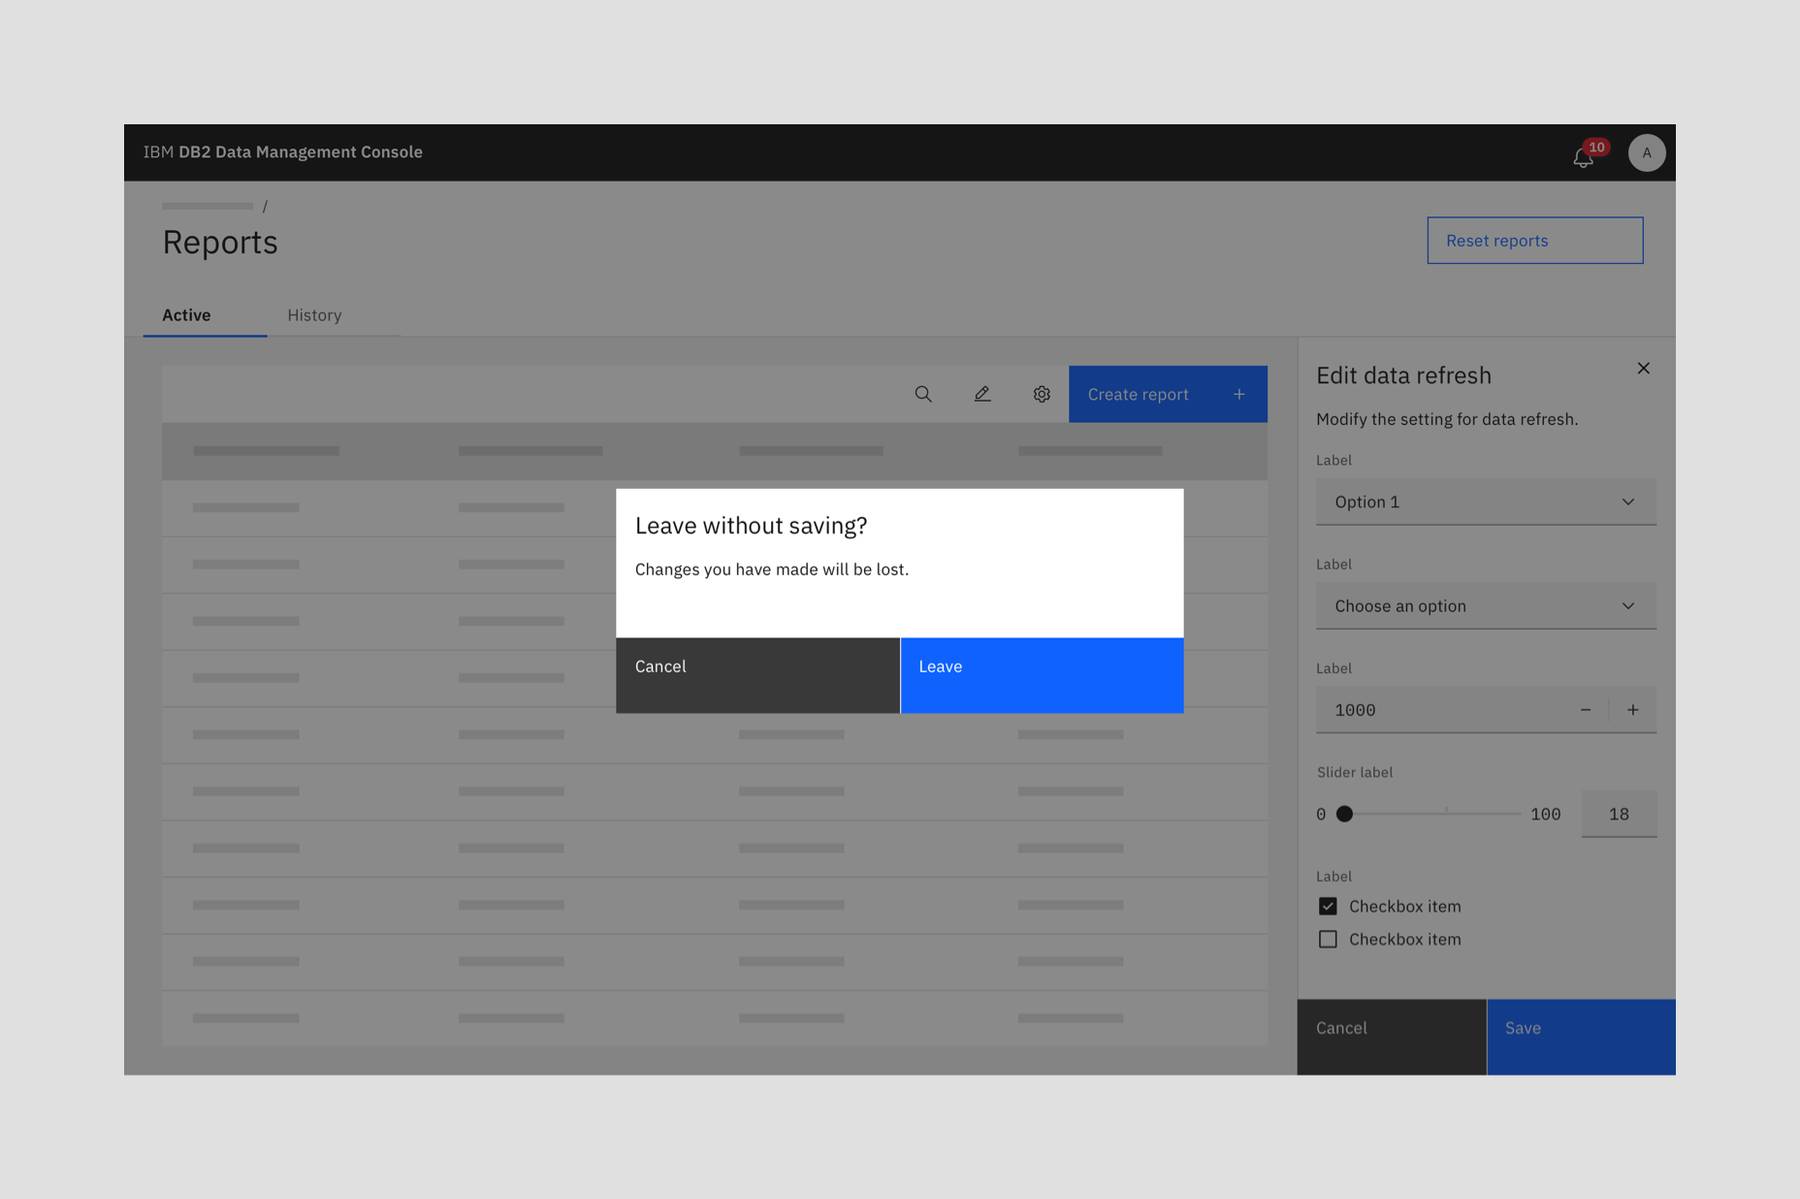 IBM DB2 Data Management Console
10
A
/
Reports
Reset reports
Active
History
Create report +
Edit data refresh
Modify the setting for data refresh.
Label
Option 1
Label
Choose an option
Label
1000
Slider label
0
100
18
Label
Checkbox item
Checkbox item
Cancel
Save
Leave without saving?
Changes you have made will be lost.
Cancel
Leave